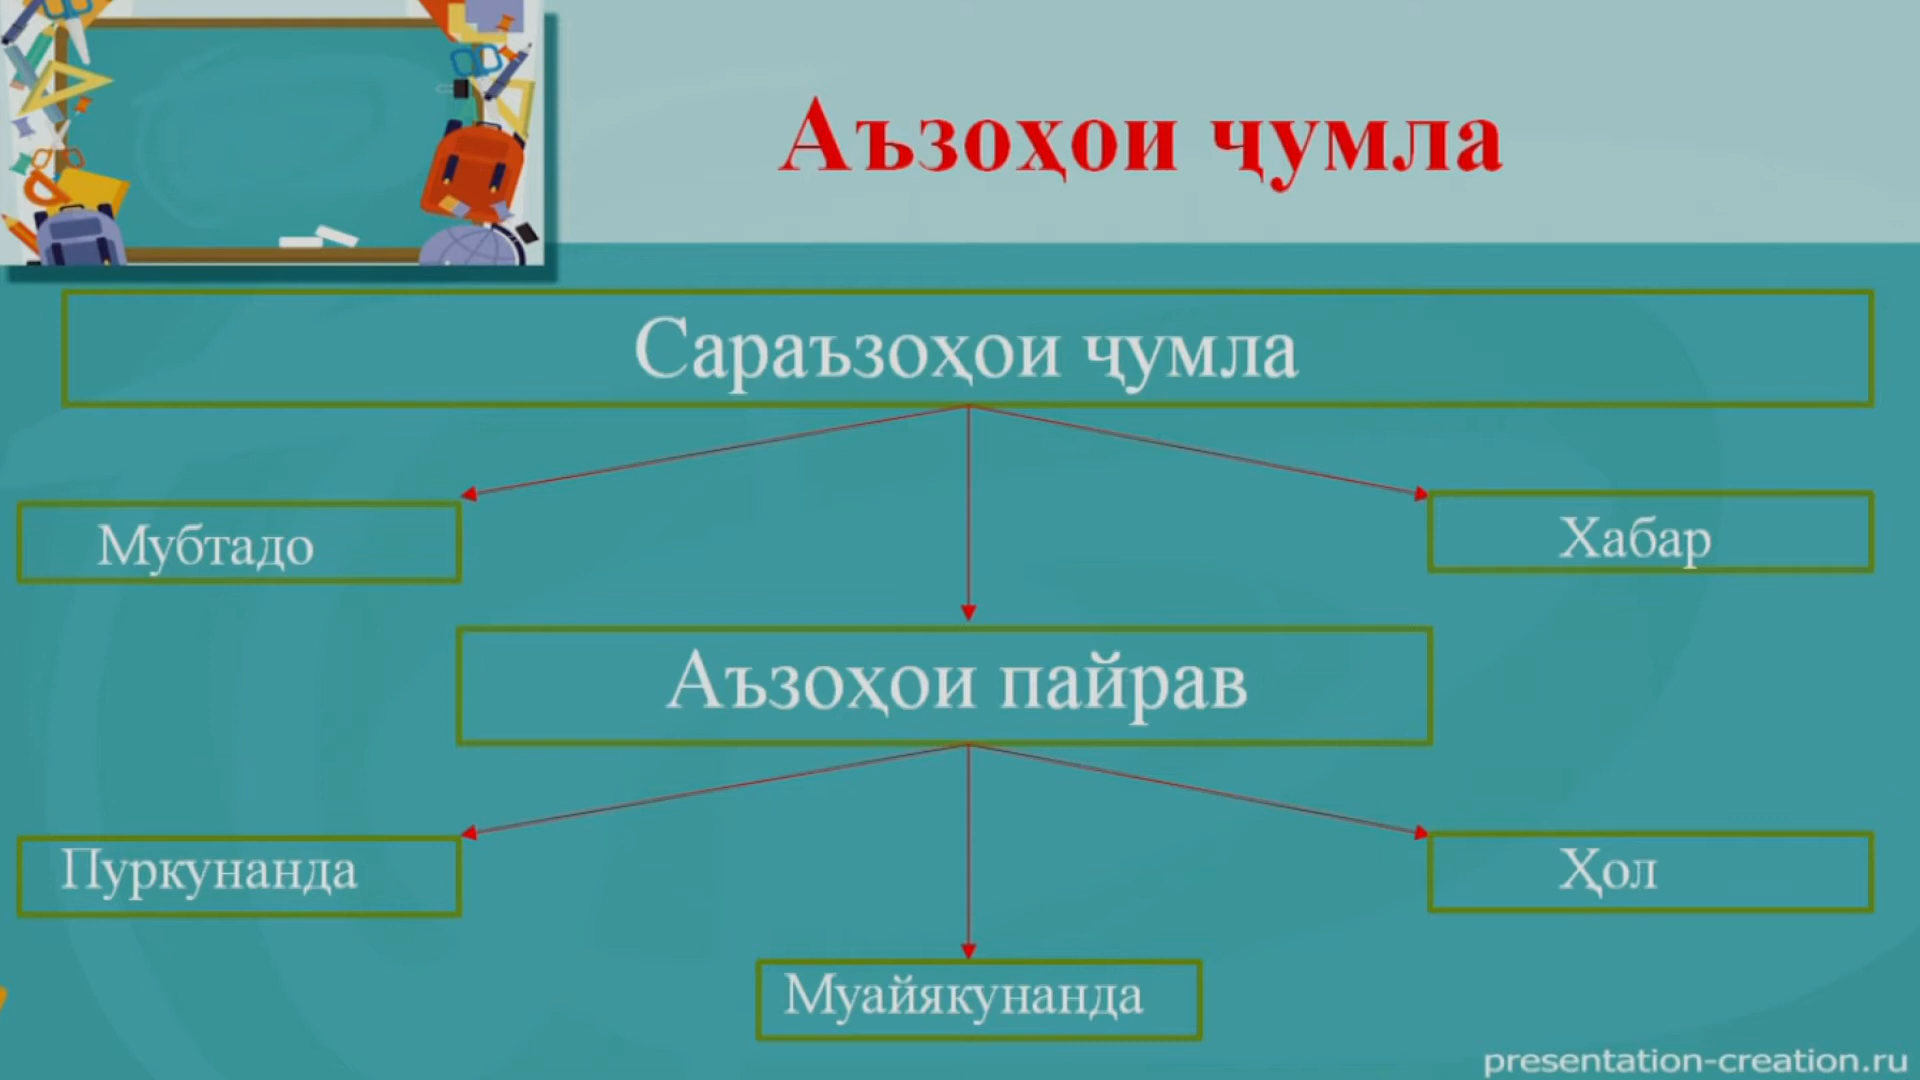 Аъзоҳои ҷумла
Сараъзоҳои ҷумла
Мубтадо
Хабар
Аъзоҳои пайрав
Пуркунанда
Ҳол
Муайякунанда
presentation-creation.ru